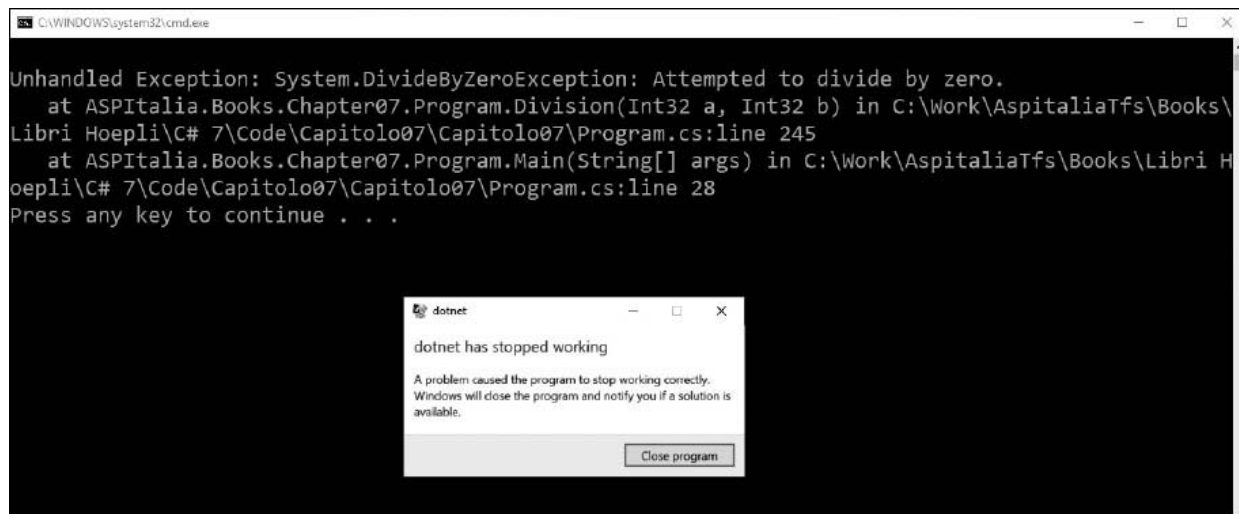 C:\WINDOWS\system32\cmd.exe
Unhandled Exception: System.DivideByZeroException: Attempted to divide by zero.
   at ASPItalia.Books.Chapter07.Program.Division(Int32 a, Int32 b) in C:\Work\AspitaliaTfs\Books\
Libri Hoepli\C# 7\Code\Capitolo07\Capitolo07\Program.cs:line 245
   at ASPItalia.Books.Chapter07.Program.Main(String[] args) in C:\Work\AspitaliaTfs\Books\Libri H
oepli\C# 7\Code\Capitolo07\Capitolo07\Program.cs:line 28
Press any key to continue . . .
dotnet
dotnet has stopped working
A problem caused the program to stop working correctly.
Windows will close the program and notify you if a solution is
available.
Close program